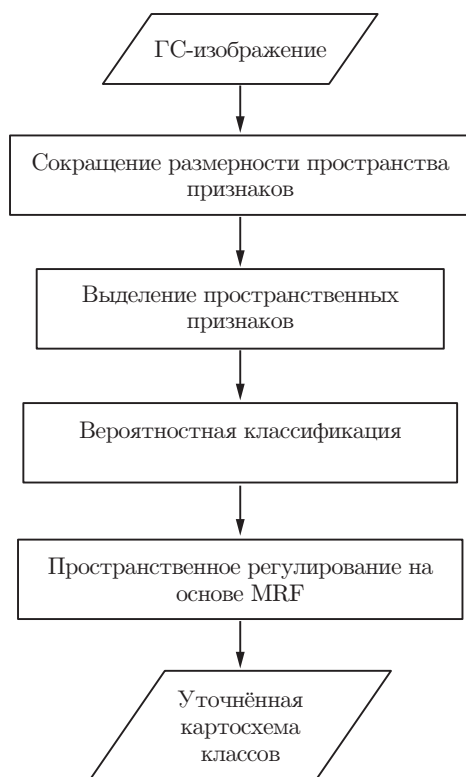 ГС-изображение
Сокращение размерности пространства
признаков
Выделение пространственных
признаков
Вероятностная классификация
Пространственное регулирование на
основе MRF
Уточнённая
картосхема
классов